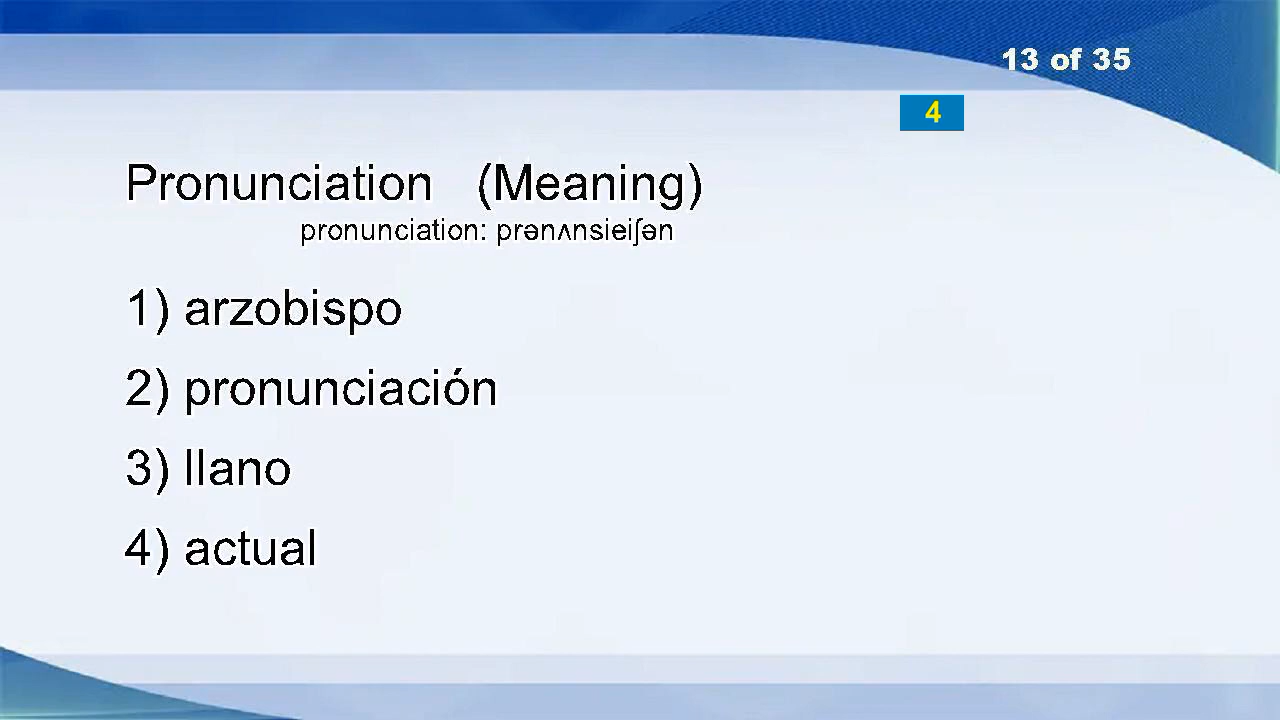 13 of 35
4
Pronunciation (Meaning)
pronunciation: prənʌnsieiʃən
1) arzobispo
2) pronunciación
3) llano
4) actual